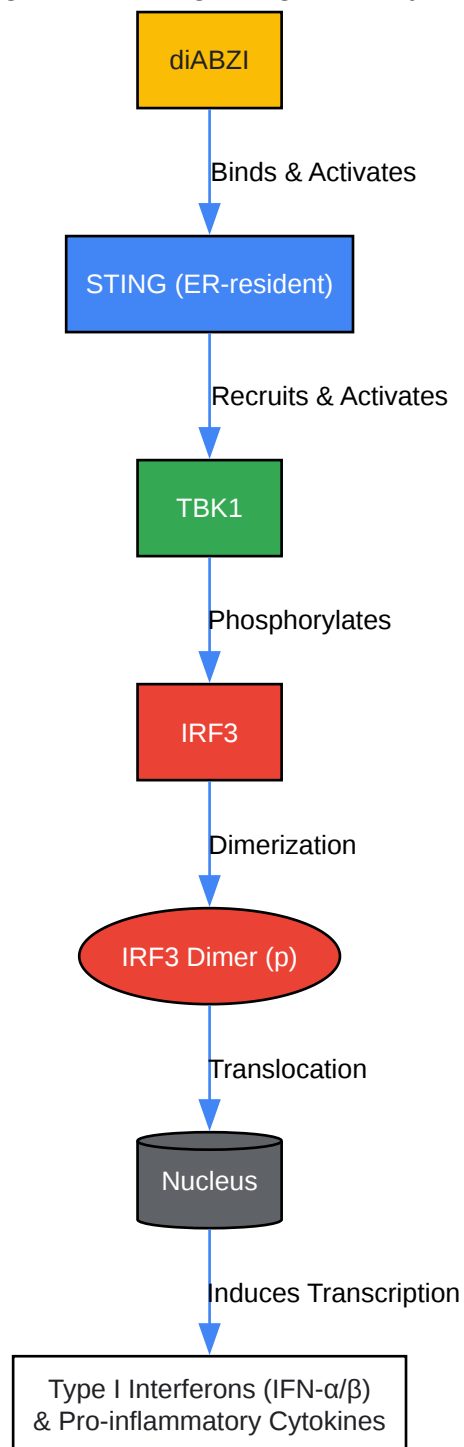 diABZI
Binds & Activates
STING (ER-resident)
Recruits & Activates
TBK1
Phosphorylates
IRF3
Dimerization
IRF3 Dimer (p)
Translocation
Nucleus
Induces Transcription
Type I Interferons (IFN-α/β)
& Pro-inflammatory Cytokines